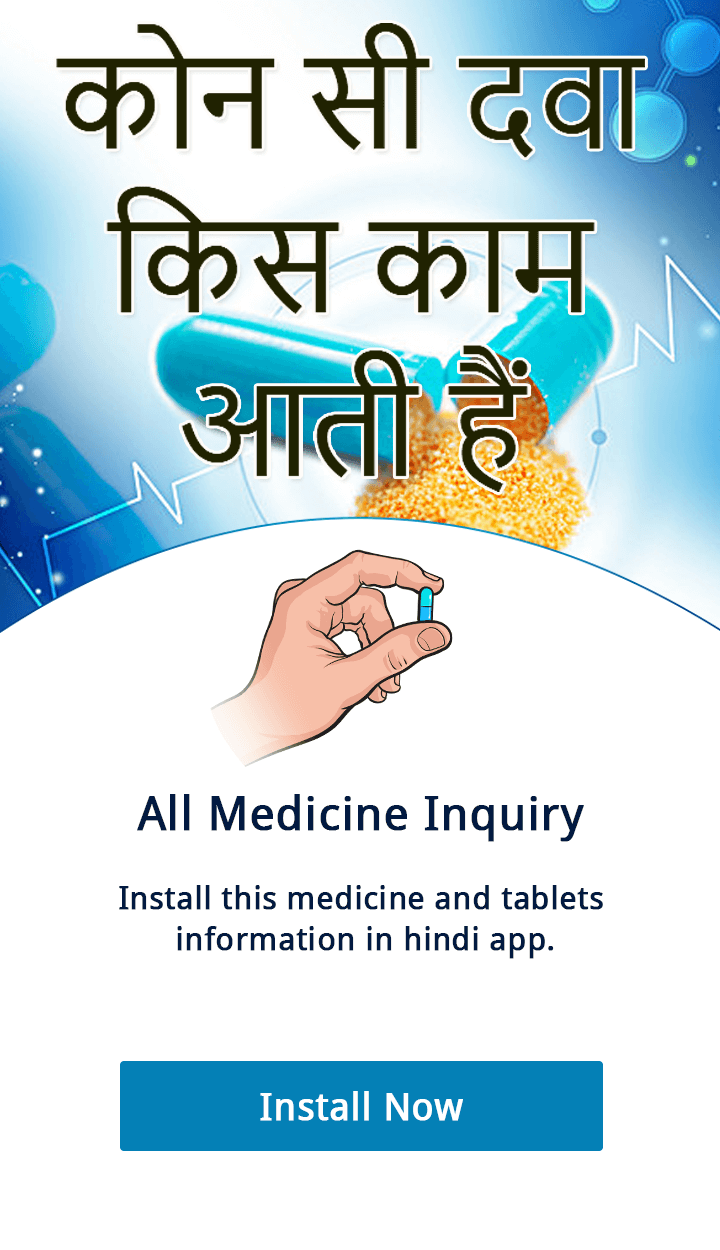 कोन सी दवा
किस काम
आती हैं
All Medicine Inquiry
Install this medicine and tablets
information in hindi app.
Install Now